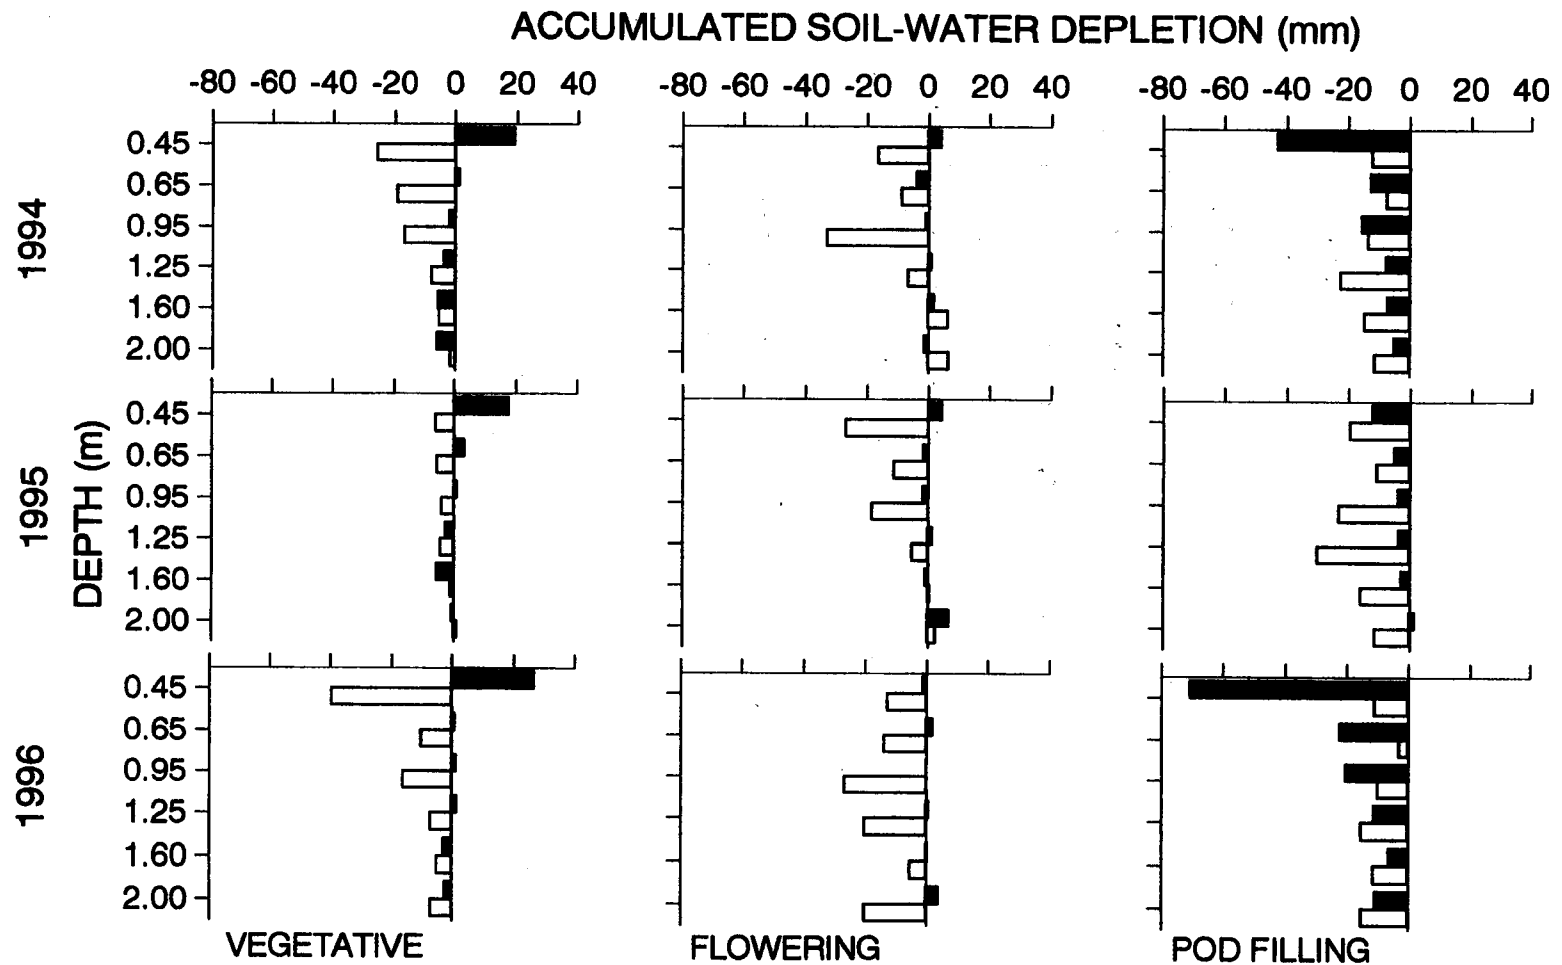 ACCUMULATED SOIL-WATER DEPLETION (mm)
-80 -60 -40 -20 0 20 40
-80 -60 -40 -20 0 20 40
-80 -60 -40 -20 0 20 40
1994
0.45
0.65
0.95
1.25
1.60
2.00
1995
DEPTH (m)
0.45
0.65
0.95
1.25
1.60
2.00
1996
0.45
0.65
0.95
1.25
1.60
2.00
VEGETATIVE
FLOWERING
POD FILLING